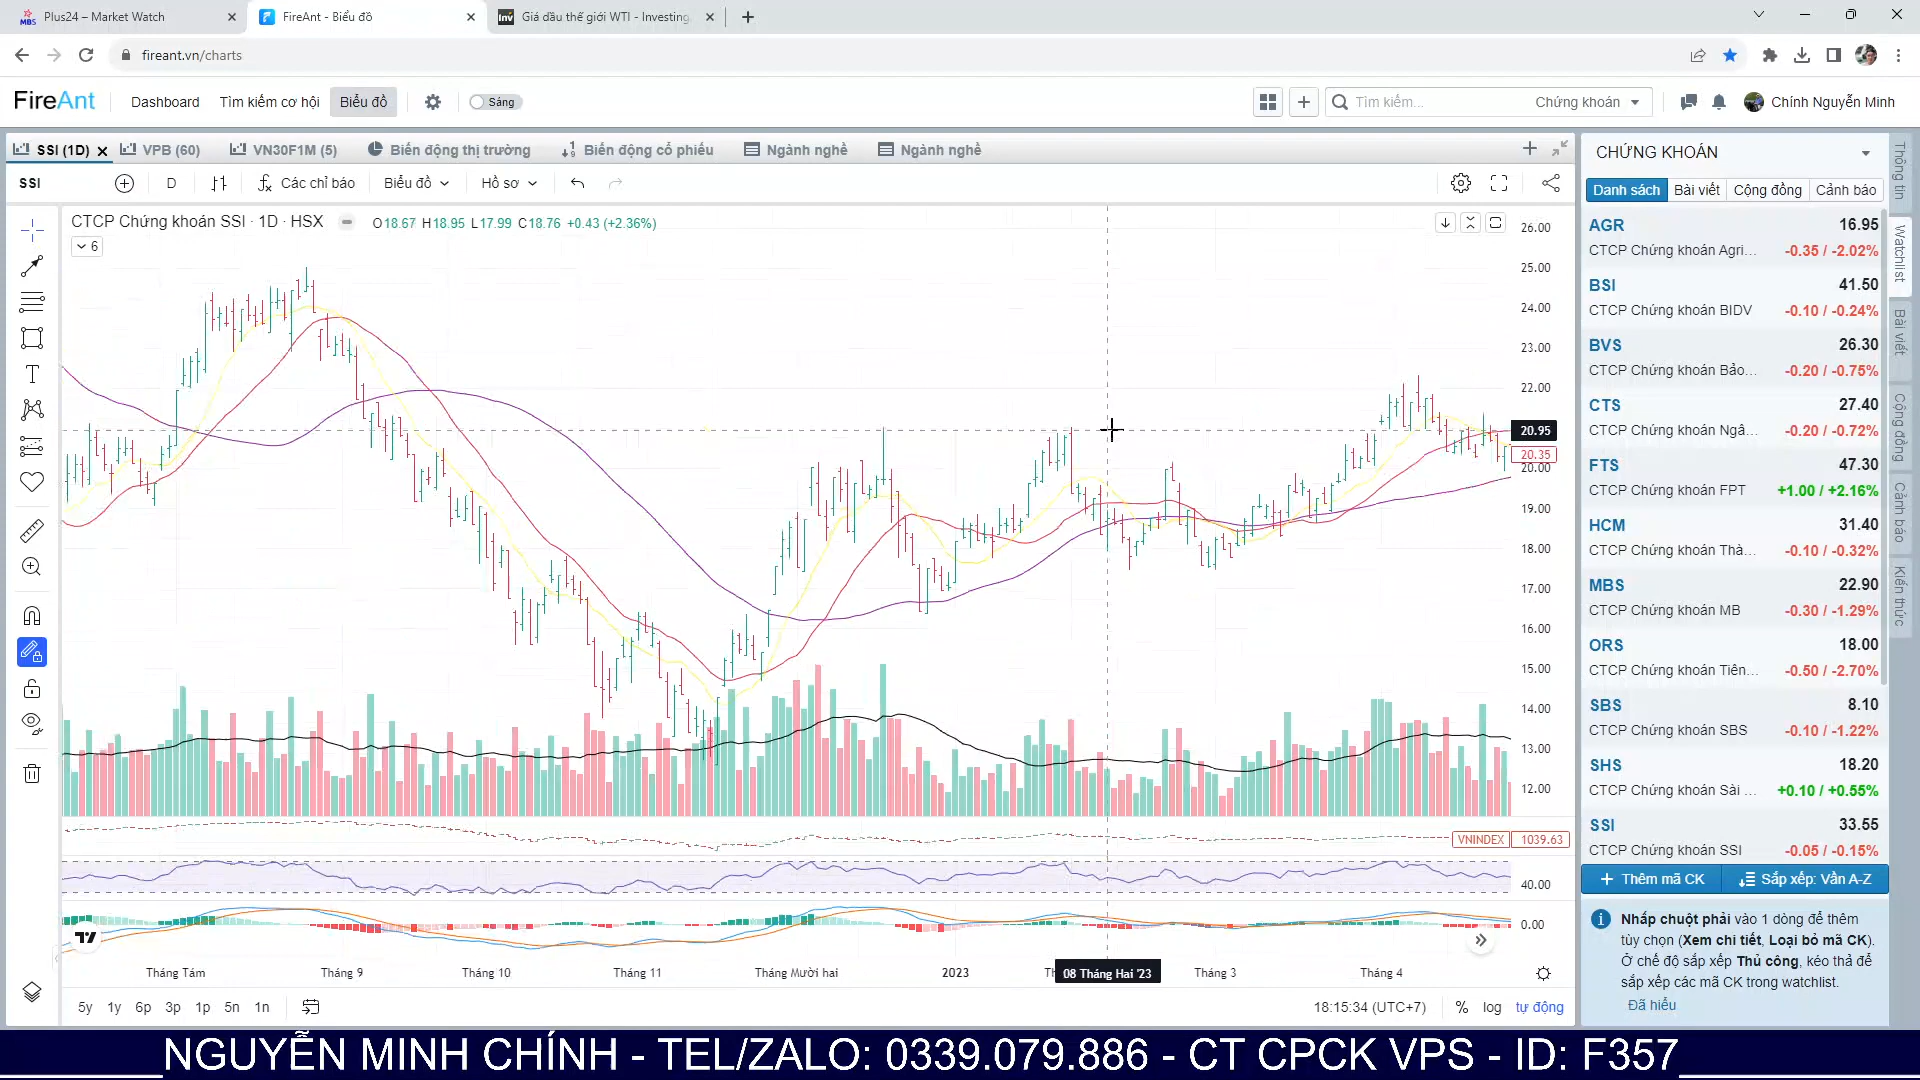 Plus24 – Market Watch
FireAnt - Biểu đồ
Giá dầu thế giới WTI - Investing
fireant.vn/charts
FireAnt
Dashboard
Tìm kiếm cơ hội
Biểu đồ
Sáng
Tìm kiếm...
Chứng khoán
Chính Nguyễn Minh
SSI (1D)
VPB (60)
VN30F1M (5)
Biến động thị trường
Biến động cổ phiếu
Ngành nghề
Ngành nghề
SSI
D
Các chỉ báo
Biểu đồ
Hồ sơ
CTCP Chứng khoán SSI · 1D · HSX
O18.67 H18.95 L17.99 C18.76 +0.43 (+2.36%)
6
26.00
25.00
24.00
23.00
22.00
20.95
20.35
20.00
19.00
18.00
17.00
16.00
15.00
14.00
13.00
12.00
VNINDEX 1039.63
40.00
0.00
Tháng Tám
Tháng 9
Tháng 10
Tháng 11
Tháng Mười hai
2023
08 Tháng Hai '23
Tháng 3
Tháng 4
5y
1y
6p
3p
1p
5n
1n
18:15:34 (UTC+7)
%
log
tự động
CHỨNG KHOÁN
Danh sách
Bài viết
Cộng đồng
Cảnh báo
AGR 16.95
CTCP Chứng khoán Agri... -0.35 / -2.02%
BSI 41.50
CTCP Chứng khoán BIDV -0.10 / -0.24%
BVS 26.30
CTCP Chứng khoán Bảo... -0.20 / -0.75%
CTS 27.40
CTCP Chứng khoán Ngâ... -0.20 / -0.72%
FTS 47.30
CTCP Chứng khoán FPT +1.00 / +2.16%
HCM 31.40
CTCP Chứng khoán Thà... -0.10 / -0.32%
MBS 22.90
CTCP Chứng khoán MB -0.30 / -1.29%
ORS 18.00
CTCP Chứng khoán Tiên... -0.50 / -2.70%
SBS 8.10
CTCP Chứng khoán SBS -0.10 / -1.22%
SHS 18.20
CTCP Chứng khoán Sài ... +0.10 / +0.55%
SSI 33.55
CTCP Chứng khoán SSI -0.05 / -0.15%
Thêm mã CK
Sắp xếp: Vần A-Z
Nhấp chuột phải vào 1 dòng để thêm
tùy chọn (Xem chi tiết, Loại bỏ mã CK).
Ở chế độ sắp xếp Thủ công, kéo thả để
sắp xếp các mã CK trong watchlist.
Đã hiểu
Thông tin
Watchlist
Bài viết
Cộng đồng
Cảnh báo
Kiến thức
NGUYỄN MINH CHÍNH - TEL/ZALO: 0339.079.886 - CT CPCK VPS - ID: F357